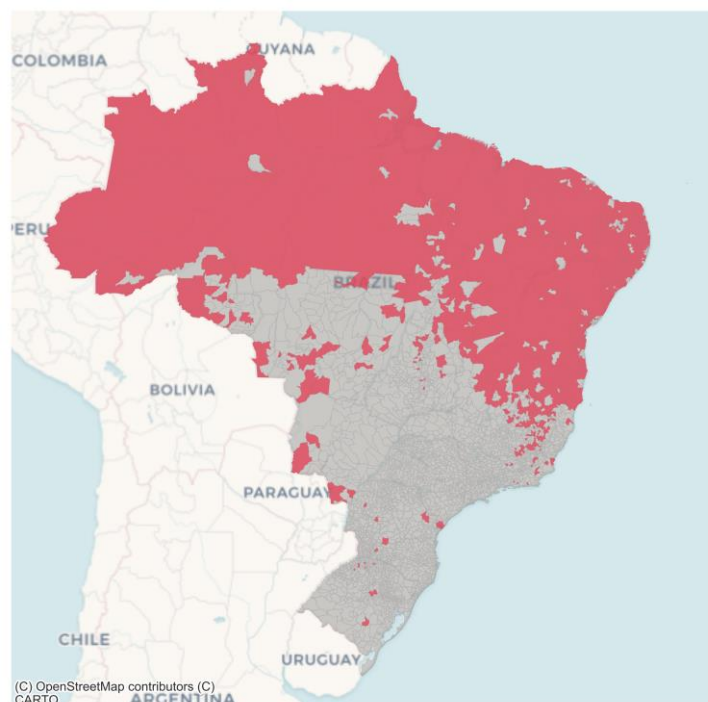 GUYANA
COLOMBIA
PERU
BRAZIL
BOLIVIA
PARAGUAY
CHILE
URUGUAY
(C) OpenStreetMap contributors (C)
CARTO
ARGENTINA